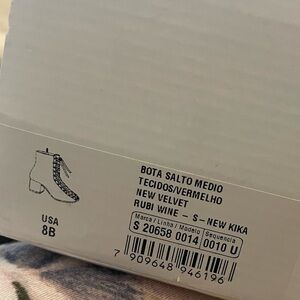 BOTA SALTO MEDIO
TECIDOS/VERMELHO
NEW VELVET
RUBI WINE - S-NEW KIKA
Marca / Linha / Modelo Sequencia
S 20658 0014 0010 U
USA
8B
7 909648 946196